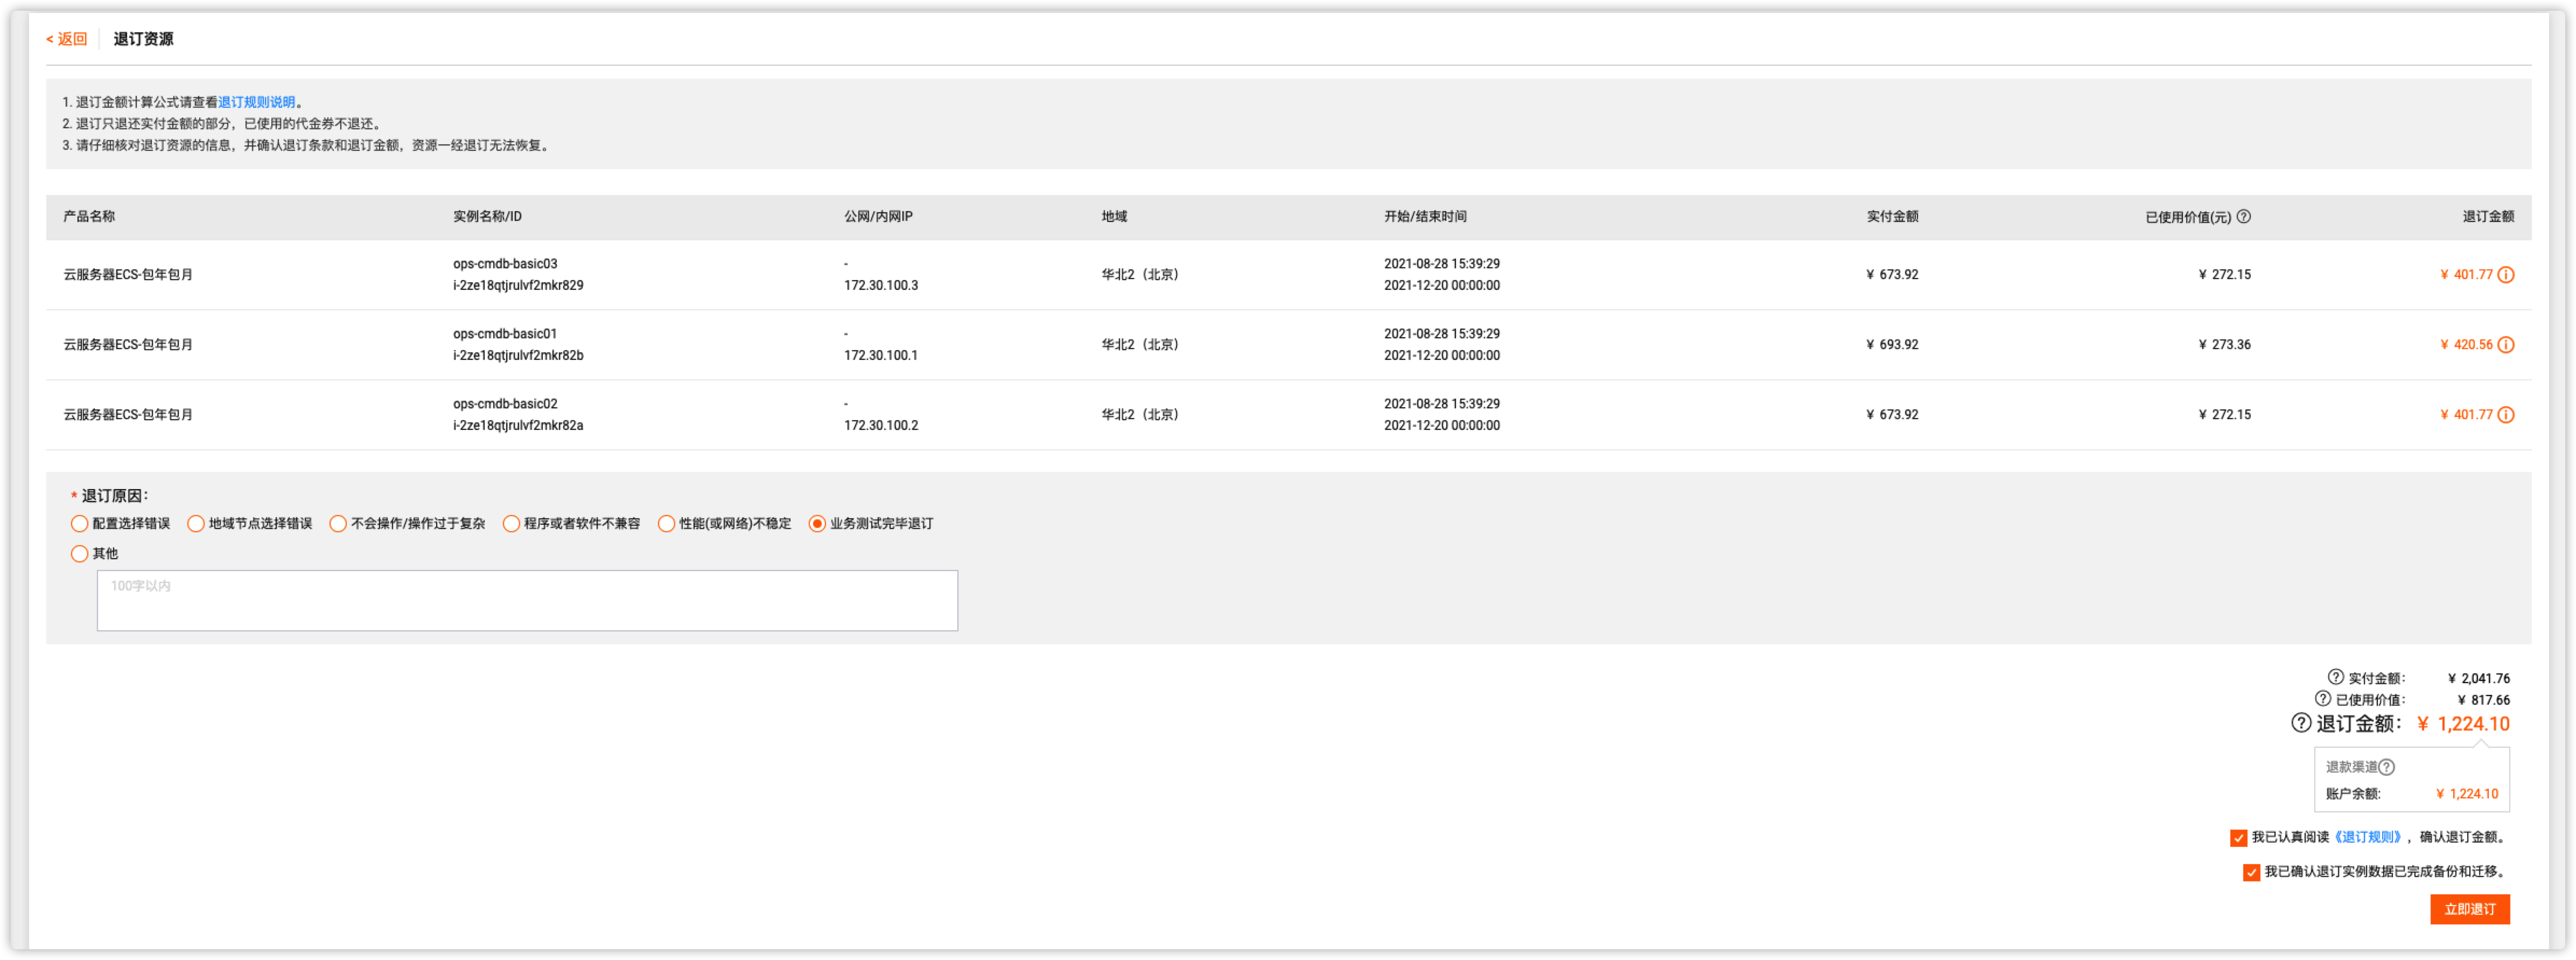 < 返回 退订资源
1. 退订金额计算公式请查看退订规则说明。
2. 退订只退还实付金额的部分，已使用的代金券不退还。
3. 请仔细核对退订资源的信息，并确认退订条款和退订金额，资源一经退订无法恢复。
产品名称 实例名称/ID 公网/内网IP 地域 开始/结束时间 实付金额 已使用价值(元) 退订金额
ops-cmdb-basic03 - 2021-08-28 15:39:29
云服务器ECS-包年包月 华北2（北京） ¥ 673.92 ¥ 272.15 ¥ 401.77
i-2ze18qtjrulvf2mkr829 172.30.100.3 2021-12-20 00:00:00
ops-cmdb-basic01 - 2021-08-28 15:39:29
云服务器ECS-包年包月 华北2（北京） ¥ 693.92 ¥ 273.36 ¥ 420.56
i-2ze18qtjrulvf2mkr82b 172.30.100.1 2021-12-20 00:00:00
ops-cmdb-basic02 - 2021-08-28 15:39:29
云服务器ECS-包年包月 华北2（北京） ¥ 673.92 ¥ 272.15 ¥ 401.77
i-2ze18qtjrulvf2mkr82a 172.30.100.2 2021-12-20 00:00:00
* 退订原因：
配置选择错误 地域节点选择错误 不会操作/操作过于复杂 程序或者软件不兼容 性能(或网络)不稳定 业务测试完毕退订
其他
100字以内
实付金额： ¥ 2,041.76
已使用价值： ¥ 817.66
退订金额： ¥ 1,224.10
退款渠道
账户余额: ¥ 1,224.10
我已认真阅读《退订规则》，确认退订金额。
我已确认退订实例数据已完成备份和迁移。
立即退订